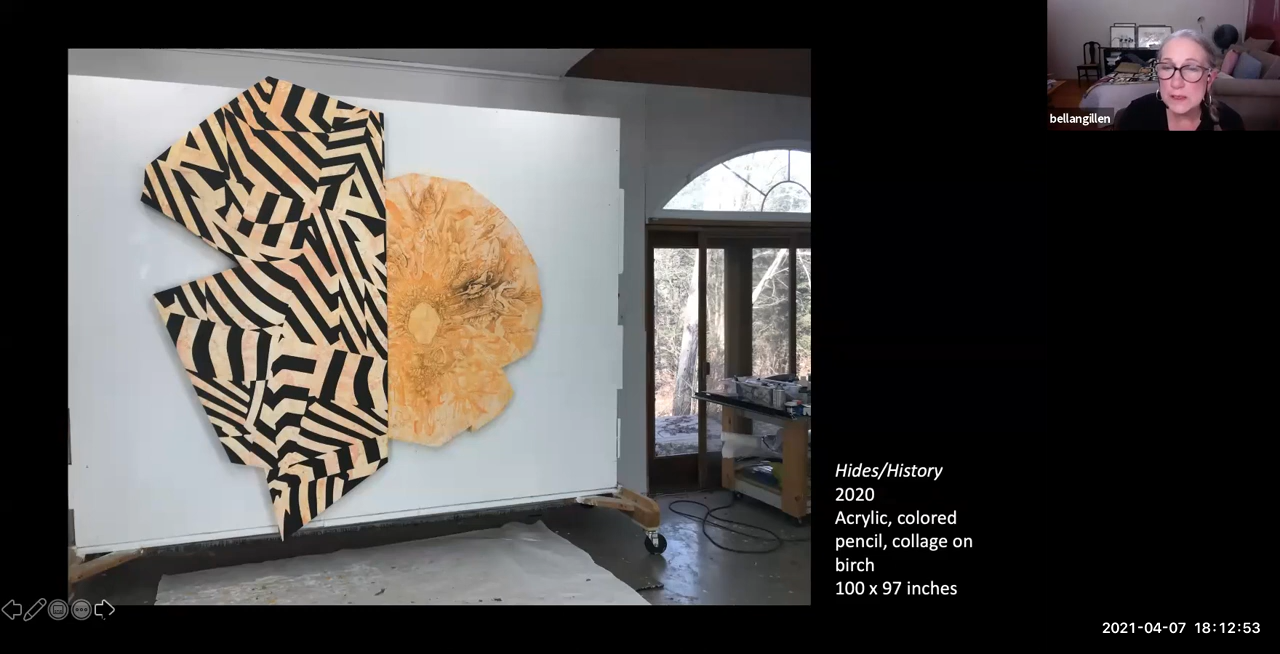 bellangillen
Hides/History
2020
Acrylic, colored
pencil, collage on
birch
100 x 97 inches
2021-04-07 18:12:53